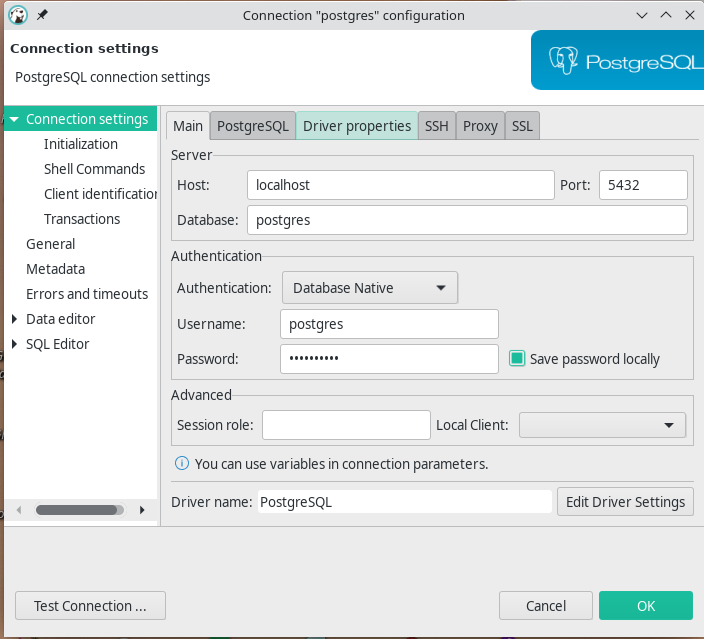 Connection "postgres" configuration
Connection settings
PostgreSQL connection settings
PostgreSQL
Connection settings
Initialization
Shell Commands
Client identification
Transactions
General
Metadata
Errors and timeouts
Data editor
SQL Editor
Main PostgreSQL Driver properties SSH Proxy SSL
Server
Host: localhost Port: 5432
Database: postgres
Authentication
Authentication: Database Native
Username: postgres
Password: ••••••••••
Save password locally
Advanced
Session role: Local Client:
You can use variables in connection parameters.
Driver name: PostgreSQL Edit Driver Settings
Test Connection ... Cancel OK